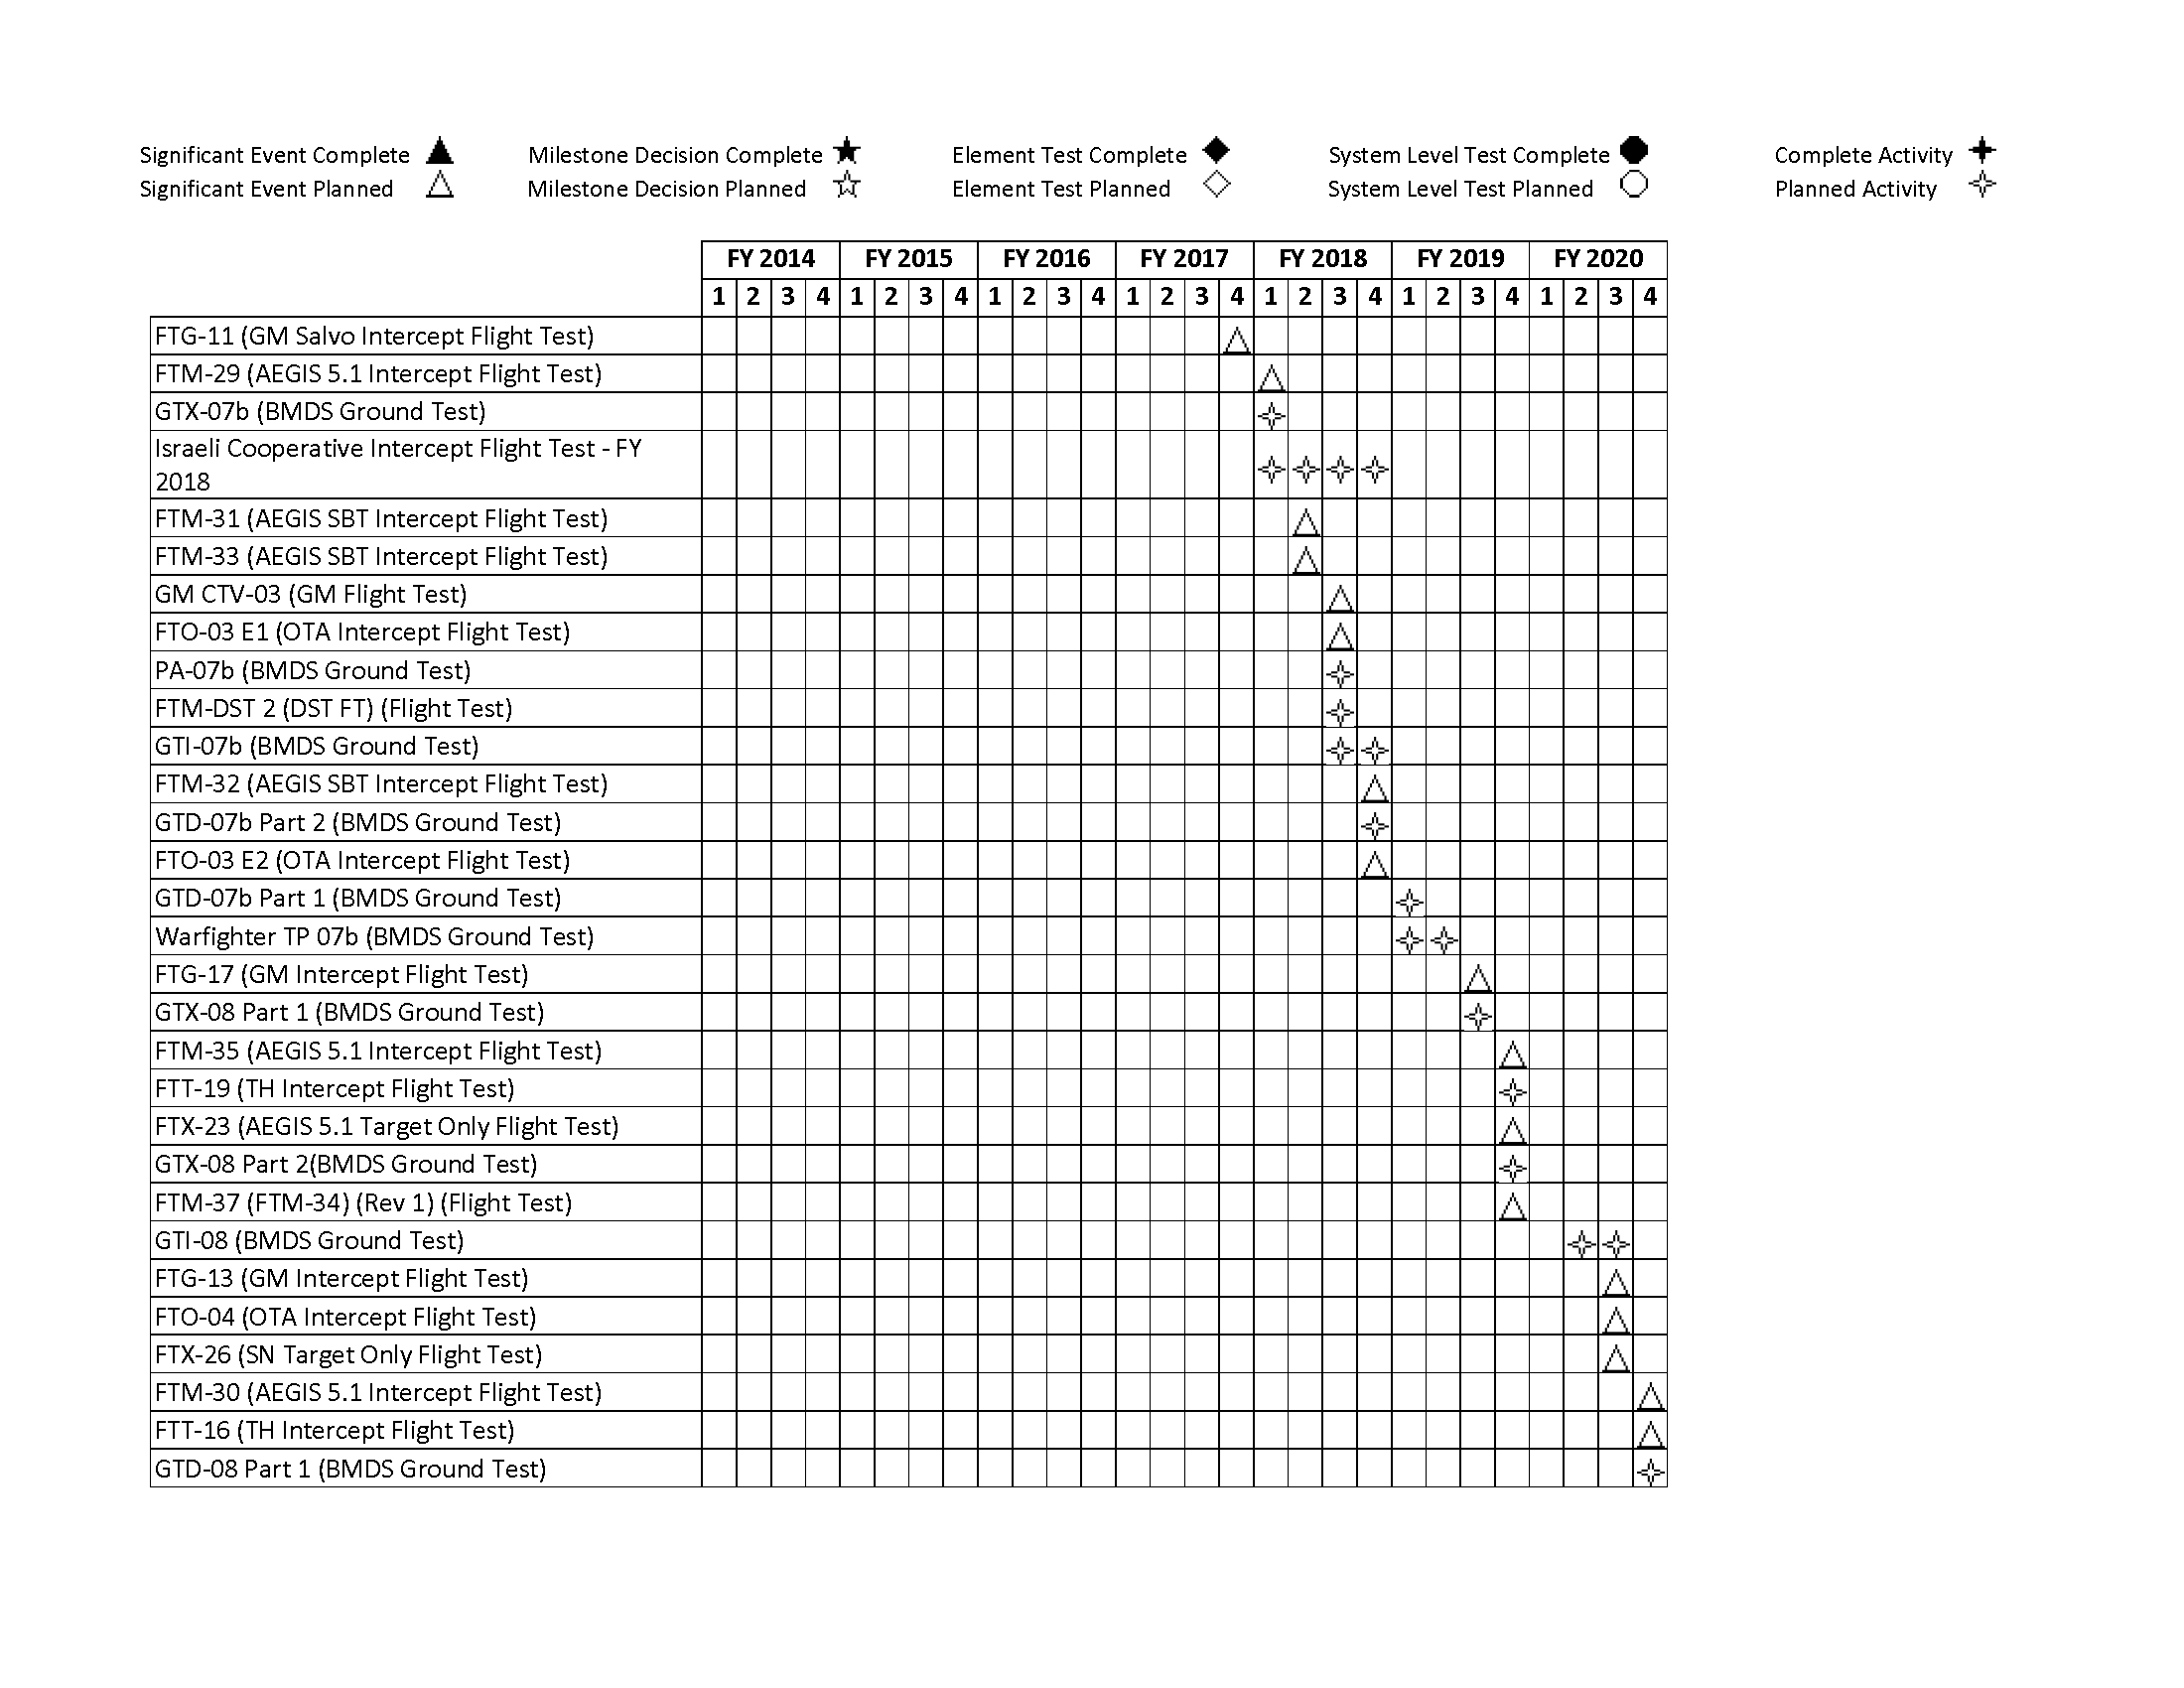 Significant Event Complete Milestone Decision Complete Element Test Complete System Level Test Complete Complete Activity
Significant Event Planned Milestone Decision Planned Element Test Planned System Level Test Planned Planned Activity
FY 2014 FY 2015 FY 2016 FY 2017 FY 2018 FY 2019 FY 2020
1 2 3 4 1 2 3 4 1 2 3 4 1 2 3 4 1 2 3 4 1 2 3 4 1 2 3 4
FTG-11 (GM Salvo Intercept Flight Test)
FTM-29 (AEGIS 5.1 Intercept Flight Test)
GTX-07b (BMDS Ground Test)
Israeli Cooperative Intercept Flight Test - FY
2018
FTM-31 (AEGIS SBT Intercept Flight Test)
FTM-33 (AEGIS SBT Intercept Flight Test)
GM CTV-03 (GM Flight Test)
FTO-03 E1 (OTA Intercept Flight Test)
PA-07b (BMDS Ground Test)
FTM-DST 2 (DST FT) (Flight Test)
GTI-07b (BMDS Ground Test)
FTM-32 (AEGIS SBT Intercept Flight Test)
GTD-07b Part 2 (BMDS Ground Test)
FTO-03 E2 (OTA Intercept Flight Test)
GTD-07b Part 1 (BMDS Ground Test)
Warfighter TP 07b (BMDS Ground Test)
FTG-17 (GM Intercept Flight Test)
GTX-08 Part 1 (BMDS Ground Test)
FTM-35 (AEGIS 5.1 Intercept Flight Test)
FTT-19 (TH Intercept Flight Test)
FTX-23 (AEGIS 5.1 Target Only Flight Test)
GTX-08 Part 2(BMDS Ground Test)
FTM-37 (FTM-34) (Rev 1) (Flight Test)
GTI-08 (BMDS Ground Test)
FTG-13 (GM Intercept Flight Test)
FTO-04 (OTA Intercept Flight Test)
FTX-26 (SN Target Only Flight Test)
FTM-30 (AEGIS 5.1 Intercept Flight Test)
FTT-16 (TH Intercept Flight Test)
GTD-08 Part 1 (BMDS Ground Test)